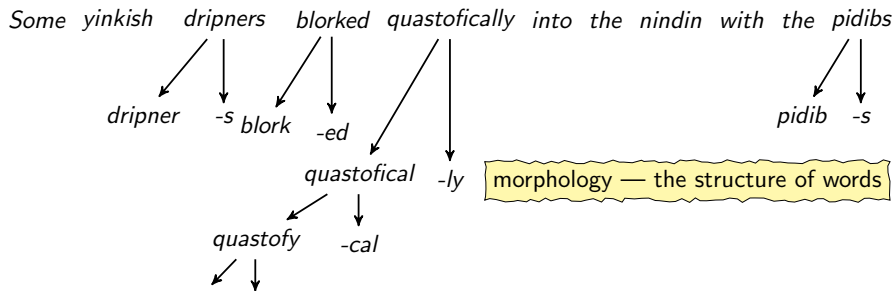 Some yinkish dripners blorked quastofically into the nindin with the pidibs
dripner -s blork -ed pidib -s
quastofical -ly morphology — the structure of words
quastofy -cal